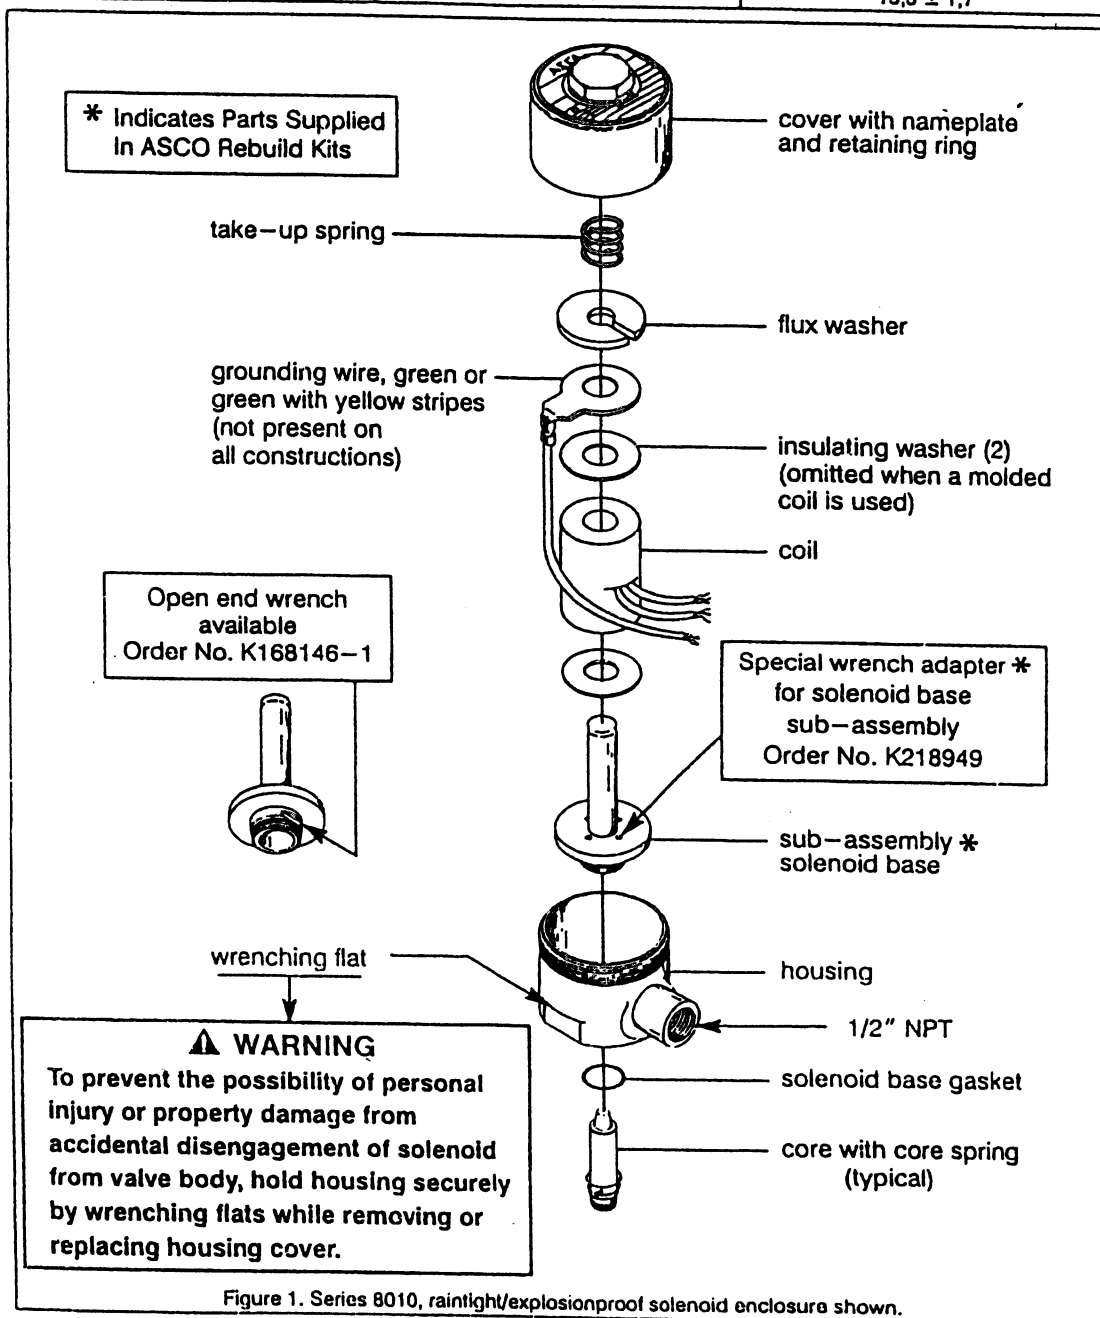 * Indicates Parts Supplied
In ASCO Rebuild Kits
ASCO
cover with nameplate
and retaining ring
take-up spring
flux washer
grounding wire, green or
green with yellow stripes
(not present on
all constructions)
insulating washer (2)
(omitted when a molded
coil is used)
coil
Open end wrench
available
Order No. K168146-1
Special wrench adapter *
for solenoid base
sub-assembly
Order No. K218949
sub-assembly *
solenoid base
wrenching flat
housing
1/2" NPT
⚠ WARNING
To prevent the possibility of personal
injury or property damage from
accidental disengagement of solenoid
from valve body, hold housing securely
by wrenching flats while removing or
replacing housing cover.
solenoid base gasket
core with core spring
(typical)
Figure 1. Series 8010, raintight/explosionproof solenoid enclosure shown.